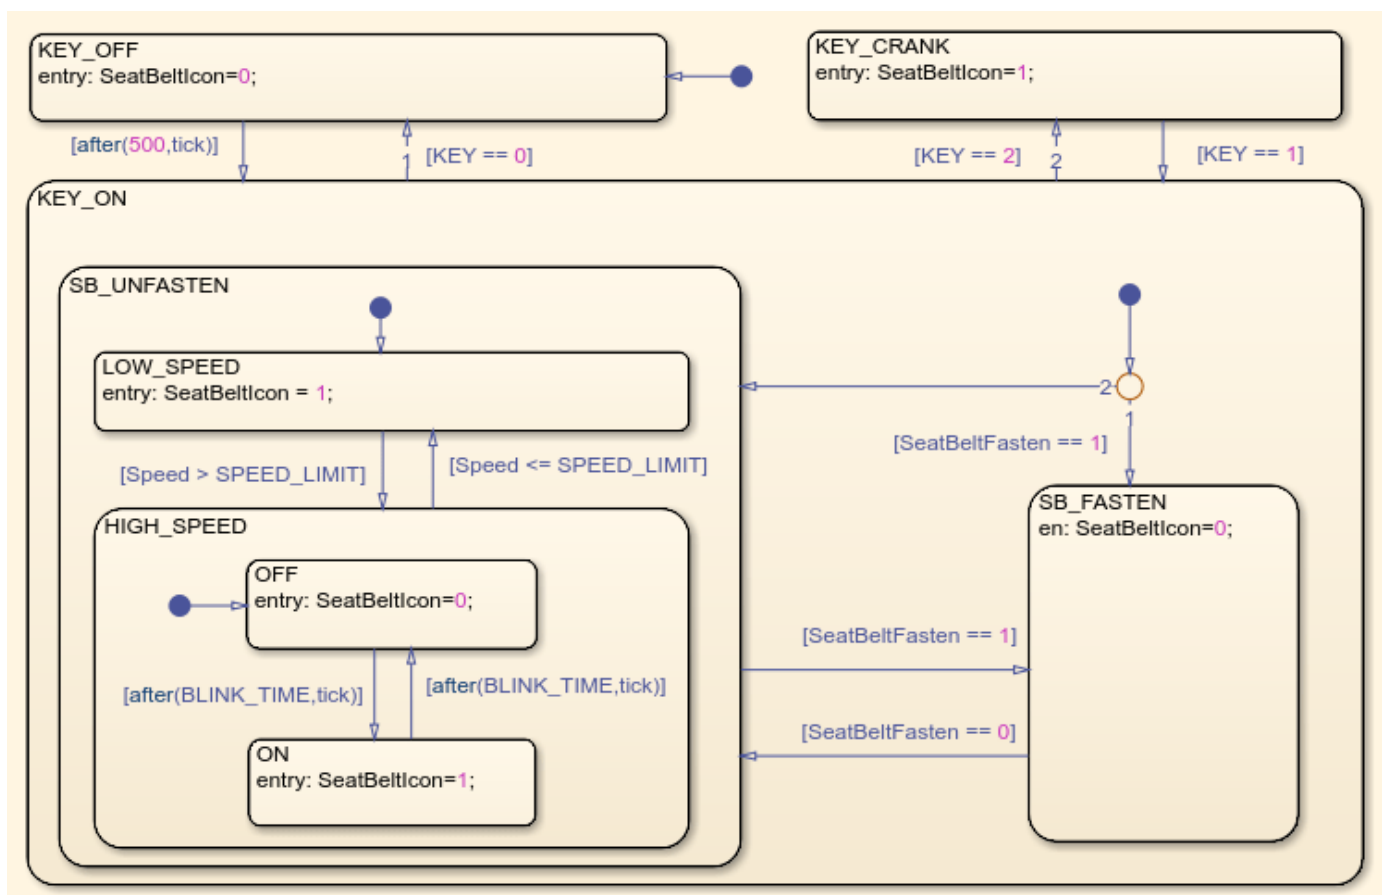 KEY_OFF
entry: SeatBeltIcon=0;
KEY_CRANK
entry: SeatBeltIcon=1;
[after(500,tick)]
1
[KEY == 0]
[KEY == 2]
2
[KEY == 1]
KEY_ON
SB_UNFASTEN
LOW_SPEED
entry: SeatBeltIcon = 1;
2
1
[SeatBeltFasten == 1]
[Speed > SPEED_LIMIT]
[Speed <= SPEED_LIMIT]
SB_FASTEN
en: SeatBeltIcon=0;
HIGH_SPEED
OFF
entry: SeatBeltIcon=0;
[SeatBeltFasten == 1]
[after(BLINK_TIME,tick)]
[after(BLINK_TIME,tick)]
[SeatBeltFasten == 0]
ON
entry: SeatBeltIcon=1;